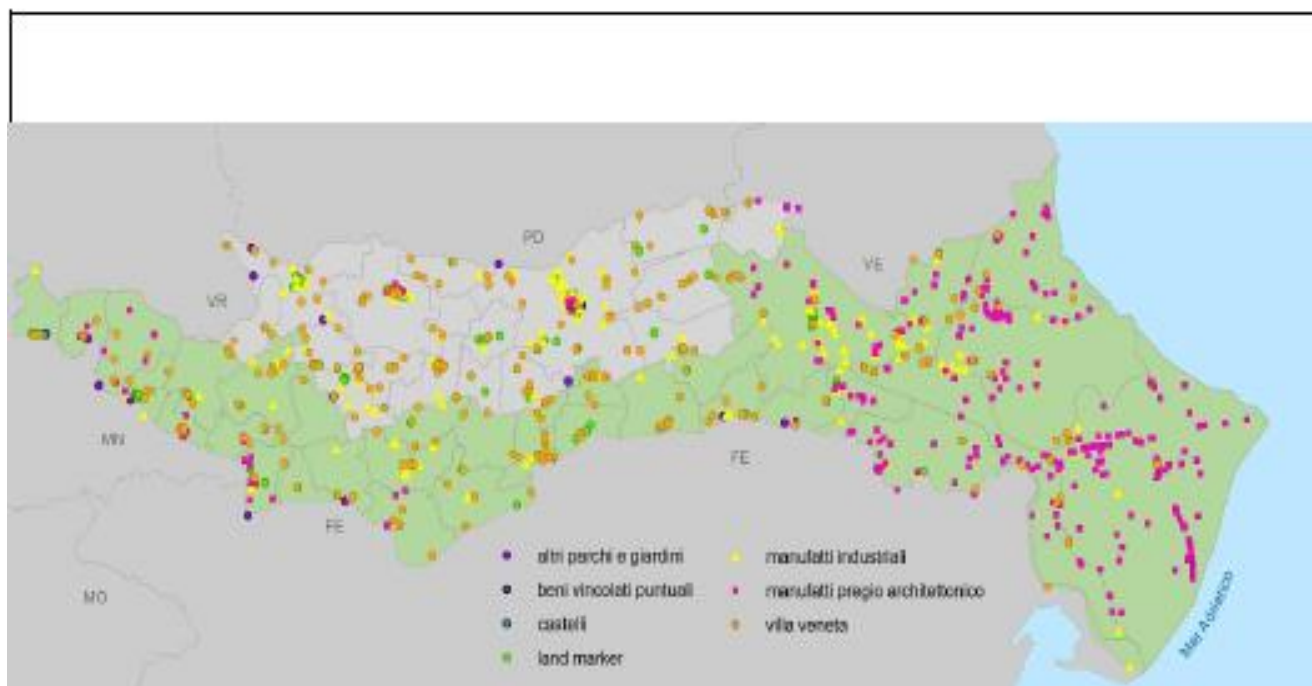 PD
VE
VR
MN
FE
FE
MO
altri parchi e giardini
beni vincolati puntuali
castelli
land marker
manufatti industriali
manufatti pregio architettonico
villa veneta
Mar Adriatico